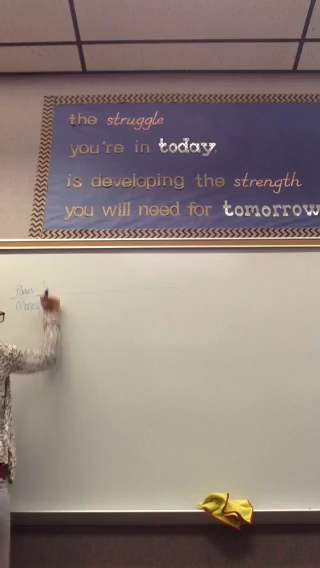 the struggle
you're in today,
is developing the strength
you will need for tomorrow